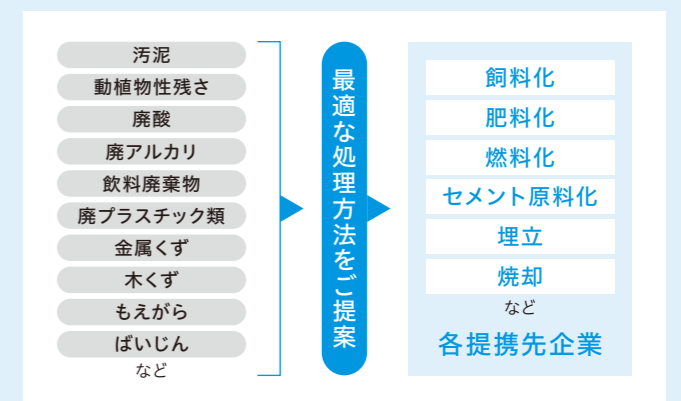 汚泥
動植物性残さ
廃酸
廃アルカリ
飲料廃棄物
廃プラスチック類
金属くず
木くず
もえがら
ばいじん
など
最適な処理方法をご提案
飼料化
肥料化
燃料化
セメント原料化
埋立
焼却
など
各提携先企業